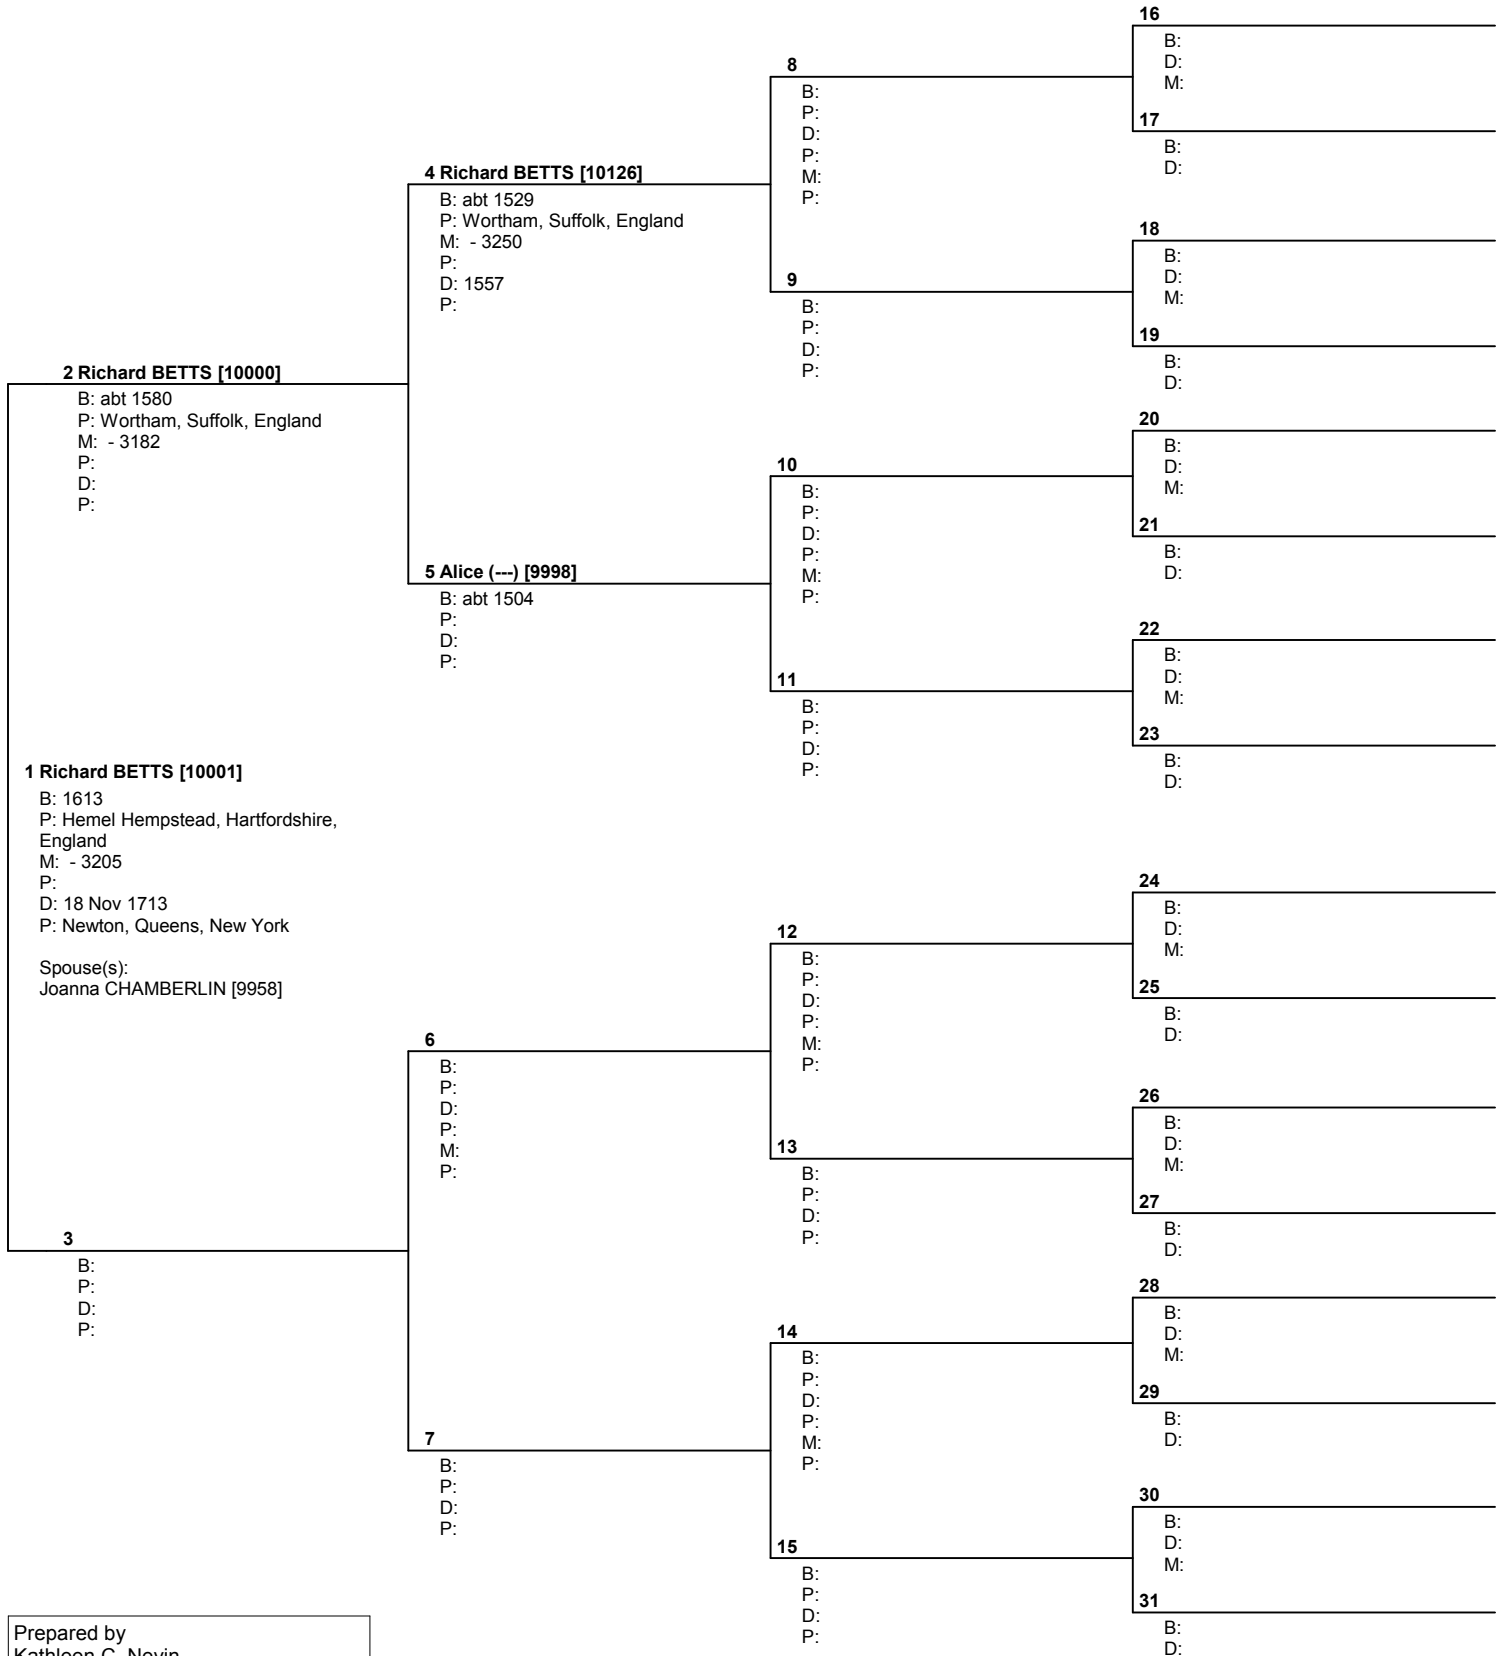 16
B:
D:
M:
8
B:
P:
D:
P:
M:
P:
17
B:
D:
4 Richard BETTS [10126]
B: abt 1529
P: Wortham, Suffolk, England
M:  - 3250
P:
D: 1557
P:
18
B:
D:
M:
9
B:
P:
D:
P:
19
B:
D:
2 Richard BETTS [10000]
B: abt 1580
P: Wortham, Suffolk, England
M:  - 3182
P:
D:
P:
20
B:
D:
M:
10
B:
P:
D:
P:
M:
P:
21
B:
D:
5 Alice (---) [9998]
B: abt 1504
P:
D:
P:
22
B:
D:
M:
11
B:
P:
D:
P:
23
B:
D:
1 Richard BETTS [10001]
B: 1613
P: Hemel Hempstead, Hartfordshire,
England
M:  - 3205
P:
D: 18 Nov 1713
P: Newton, Queens, New York
Spouse(s):
Joanna CHAMBERLIN [9958]
24
B:
D:
M:
12
B:
P:
D:
P:
M:
P:
25
B:
D:
6
B:
P:
D:
P:
M:
P:
26
B:
D:
M:
13
B:
P:
D:
P:
27
B:
D:
3
B:
P:
D:
P:
28
B:
D:
M:
14
B:
P:
D:
P:
M:
P:
29
B:
D:
7
B:
P:
D:
P:
30
B:
D:
M:
15
B:
P:
D:
P:
31
B:
D:
Prepared by
Kathleen C. Nevin